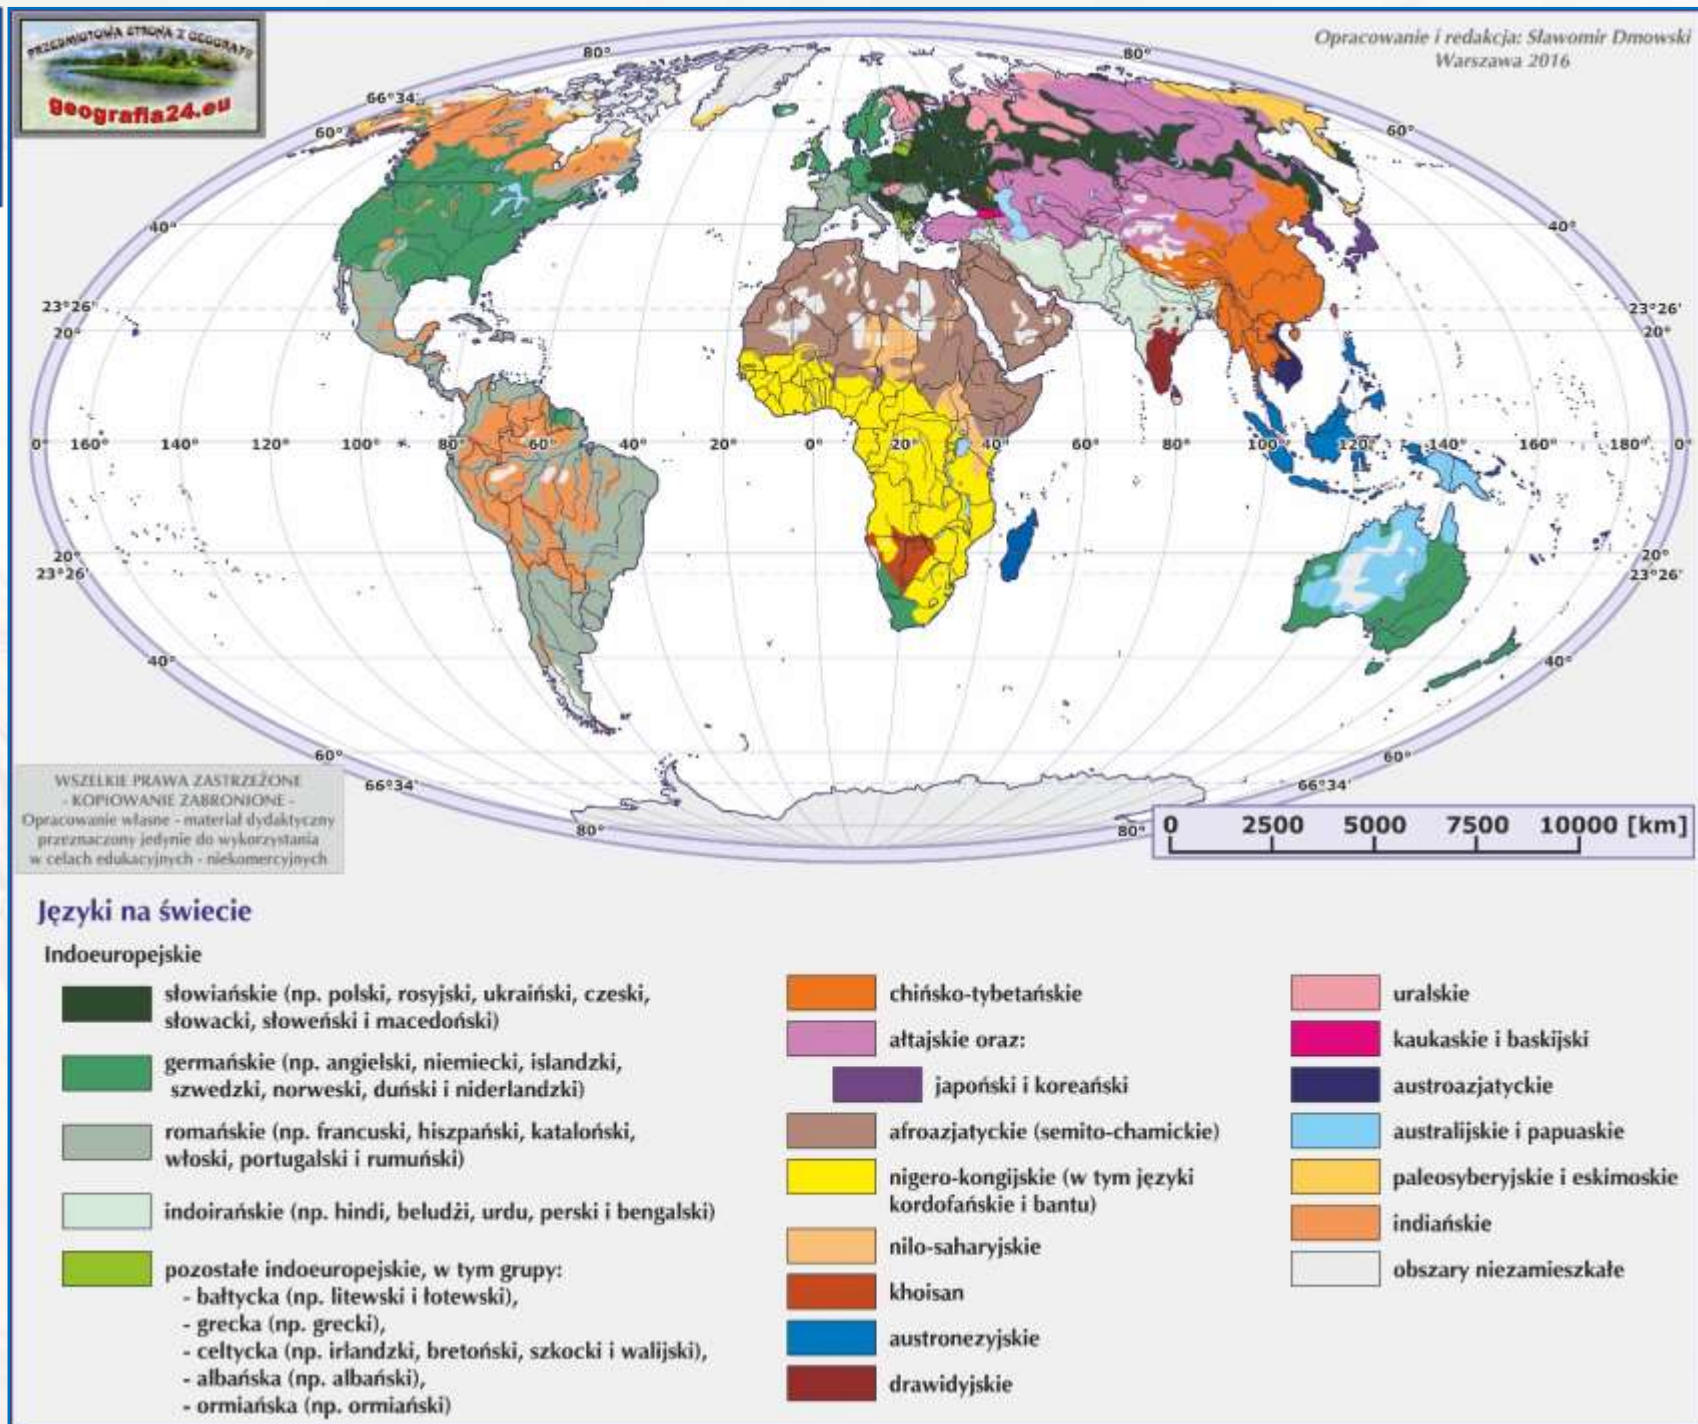 PRZEDMIOTOWA STRONA Z GEOGRAFII
geografia24.eu
Opracowanie i redakcja: Sławomir Dmowski
Warszawa 2016
80° 80°
66°34'
60° 60°
40° 40°
23°26' 23°26'
20° 20°
0° 160° 140° 120° 100° 80° 60° 40° 20° 0° 20° 40° 60° 80° 100° 120° 140° 160° 180° 0°
20° 20°
23°26' 23°26'
40° 40°
60° 60°
66°34' 66°34'
80° 80°
WSZELKIE PRAWA ZASTRZEŻONE
- KOPIOWANIE ZABRONIONE -
Opracowanie własne - materiał dydaktyczny
przeznaczony jedynie do wykorzystania
w celach edukacyjnych - niekomercyjnych
0 2500 5000 7500 10000 [km]
Języki na świecie
Indoeuropejskie
słowiańskie (np. polski, rosyjski, ukraiński, czeski,
słowacki, słoweński i macedoński)
germańskie (np. angielski, niemiecki, islandzki,
szwedzki, norweski, duński i niderlandzki)
romańskie (np. francuski, hiszpański, kataloński,
włoski, portugalski i rumuński)
indoirańskie (np. hindi, beludżi, urdu, perski i bengalski)
pozostałe indoeuropejskie, w tym grupy:
- bałtycka (np. litewski i łotewski),
- grecka (np. grecki),
- celtycka (np. irlandzki, bretoński, szkocki i walijski),
- albańska (np. albański),
- ormiańska (np. ormiański)
chińsko-tybetańskie
ałtajskie oraz:
japoński i koreański
afroazjatyckie (semito-chamickie)
nigero-kongijskie (w tym języki
kordofańskie i bantu)
nilo-saharyjskie
khoisan
austronezyjskie
drawidyjskie
uralskie
kaukaskie i baskijski
austroazjatyckie
australijskie i papuaskie
paleosyberyjskie i eskimoskie
indiańskie
obszary niezamieszkałe